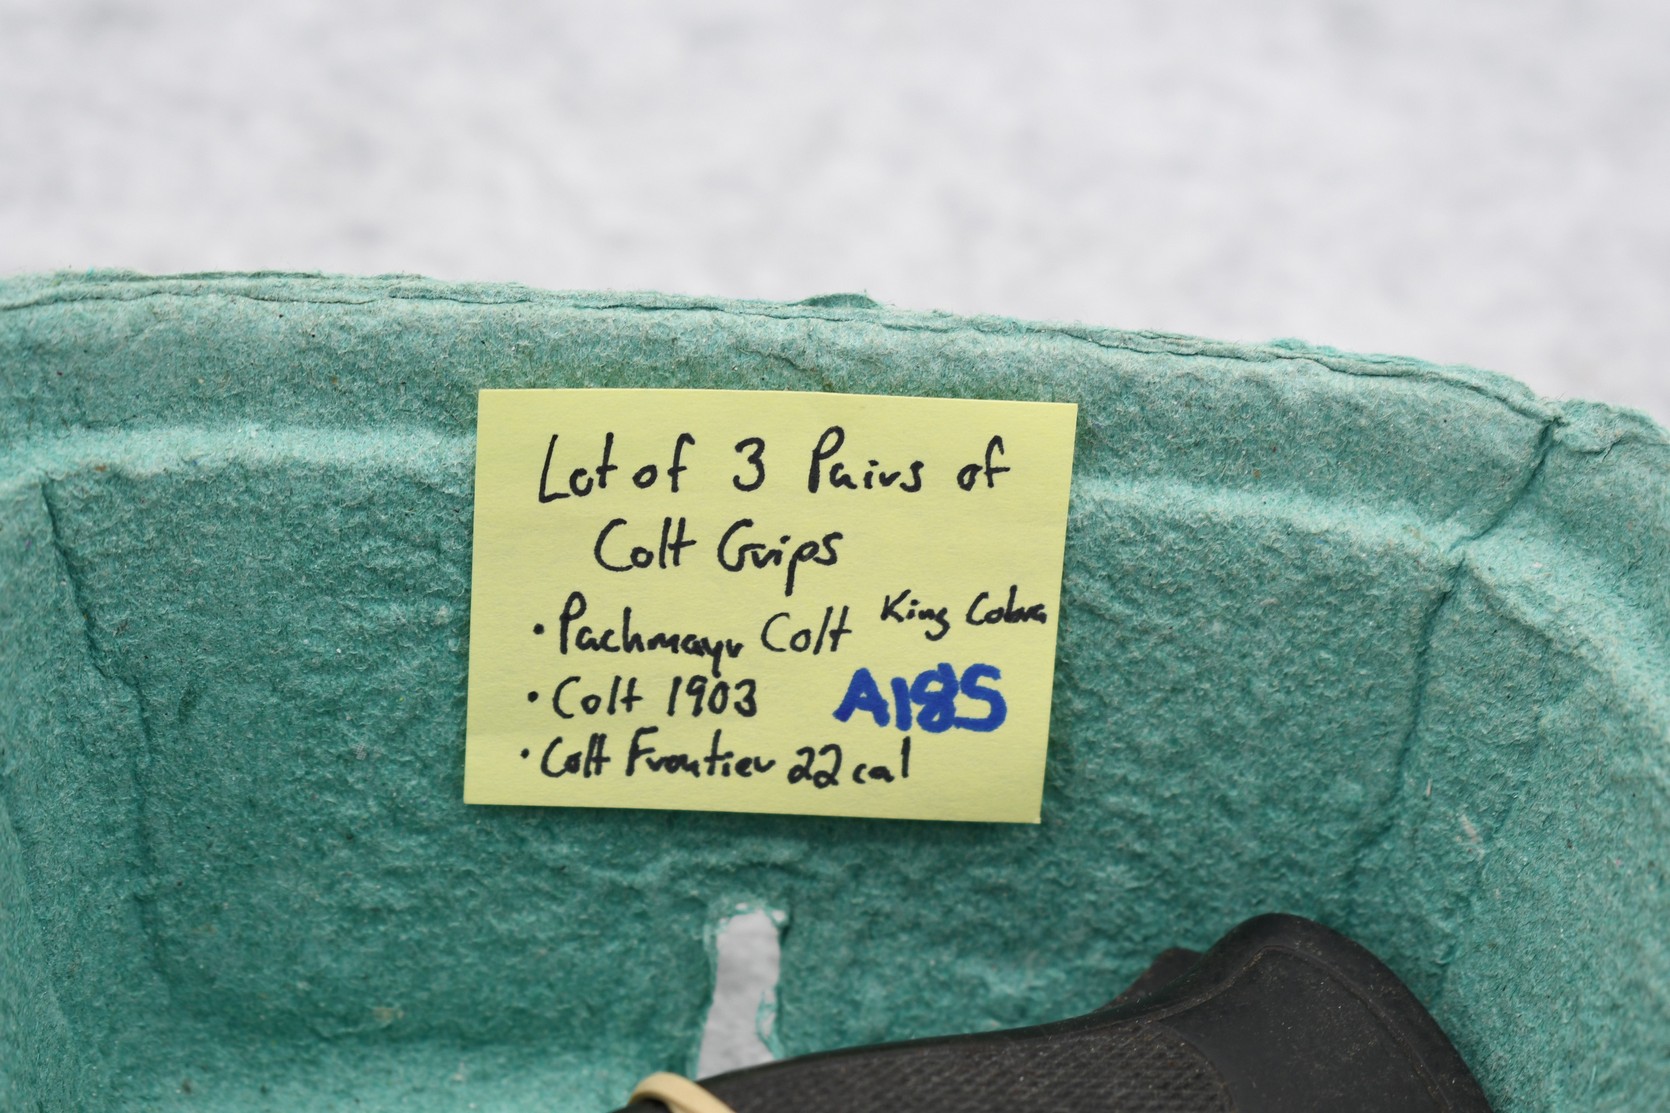 Lot of 3 Pairs of
Colt Grips
• Pachmayr Colt King Cobra
• Colt 1903
A185
• Colt Frontier 22 cal